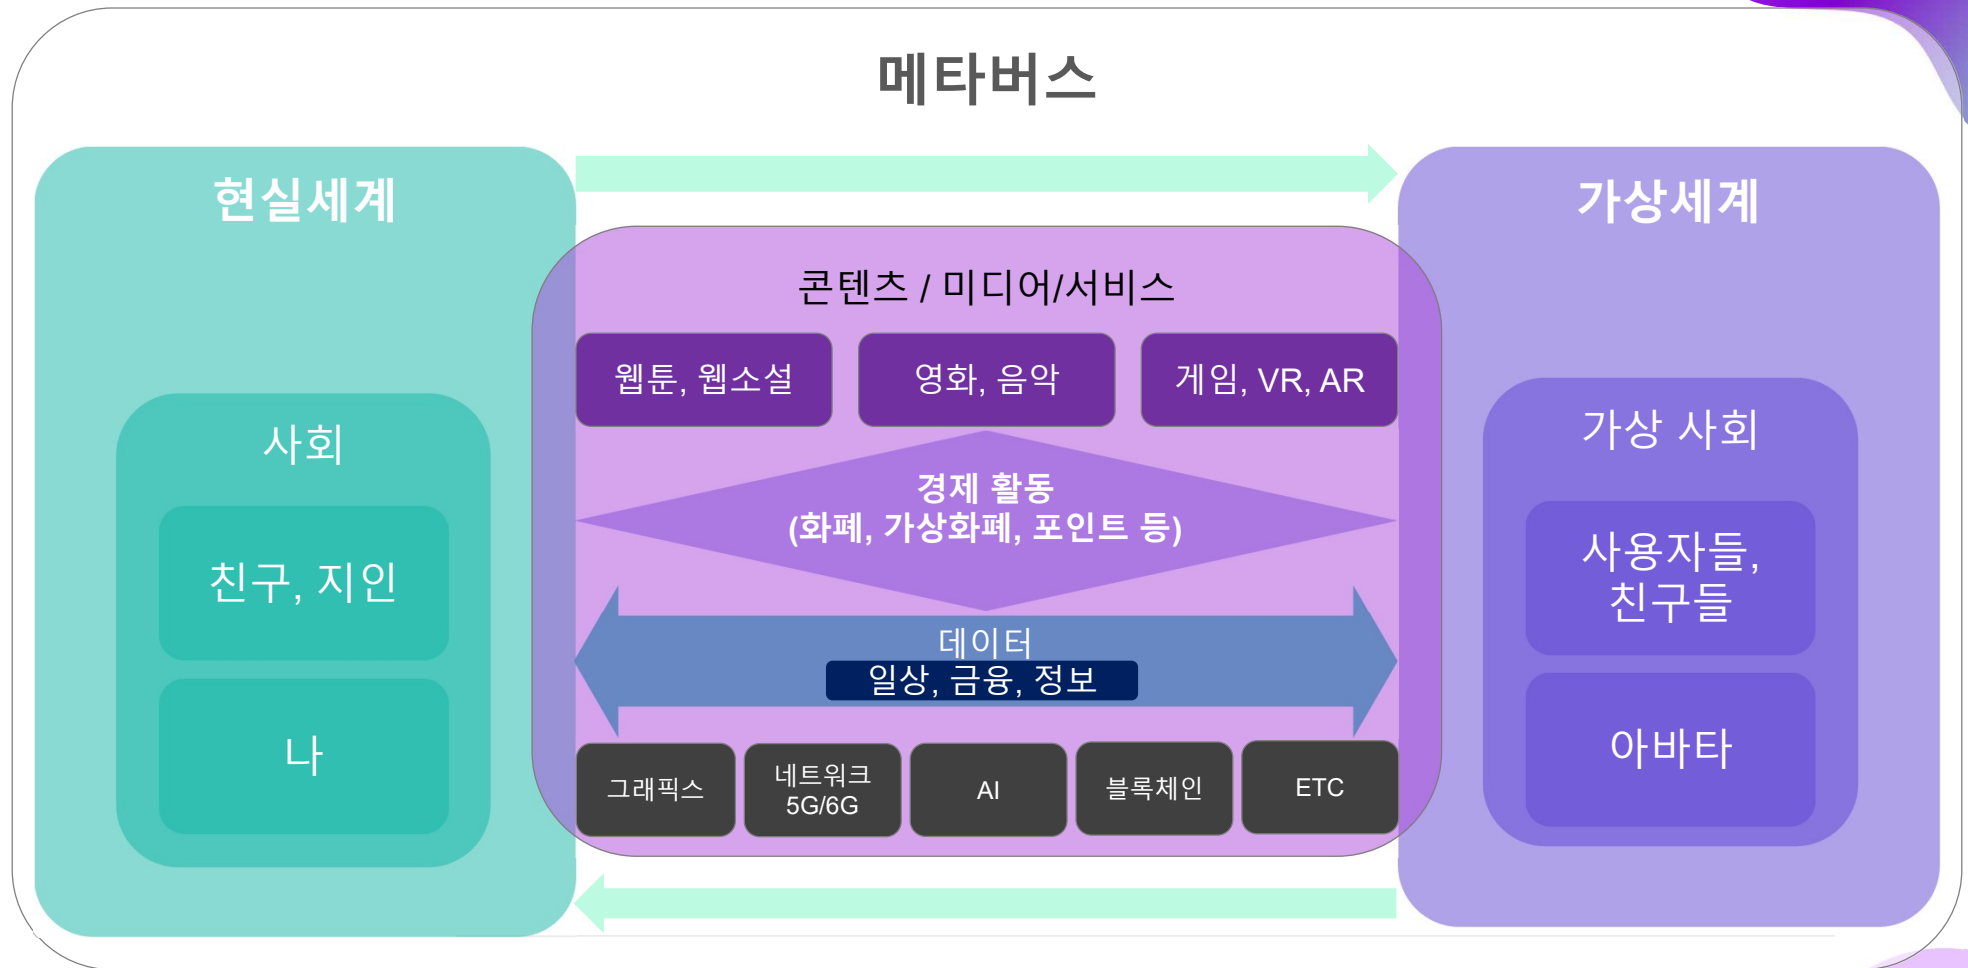 메타버스
현실세계
사회
친구, 지인
나
콘텐츠 / 미디어/서비스
웹툰, 웹소설
영화, 음악
게임, VR, AR
경제 활동
(화폐, 가상화폐, 포인트 등)
데이터
일상, 금융, 정보
그래픽스
네트워크
5G/6G
AI
블록체인
ETC
가상세계
가상 사회
사용자들,
친구들
아바타